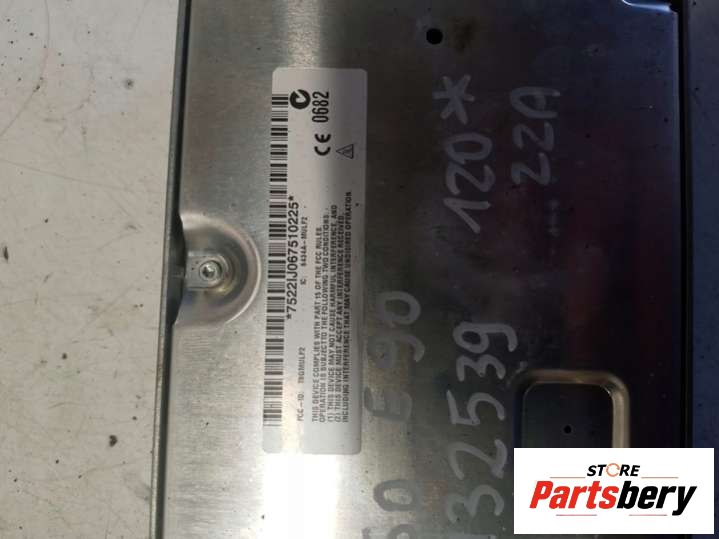 *7522IJ067510225*
IC: 6434A-MULF2
CE 0682
FCC-ID: T8GMULF2
THIS DEVICE COMPLIES WITH PART 15 OF THE FCC RULES.
OPERATION IS SUBJECT TO THE FOLLOWING TWO CONDITIONS:
(1) THIS DEVICE MAY NOT CAUSE HARMFUL INTERFERENCE, AND
(2) THIS DEVICE MUST ACCEPT ANY INTERFERENCE RECEIVED,
INCLUDING INTERFERENCE THAT MAY CAUSE UNDESIRED OPERATION.
60 E90
32539 120*
22A
STORE
Partsbery